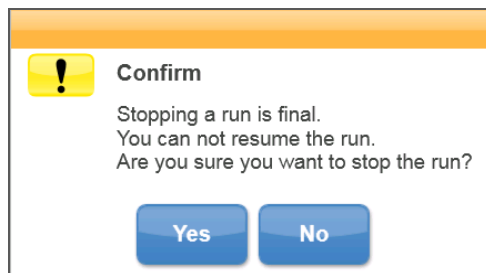 Confirm
Stopping a run is final.
You can not resume the run.
Are you sure you want to stop the run?
Yes No